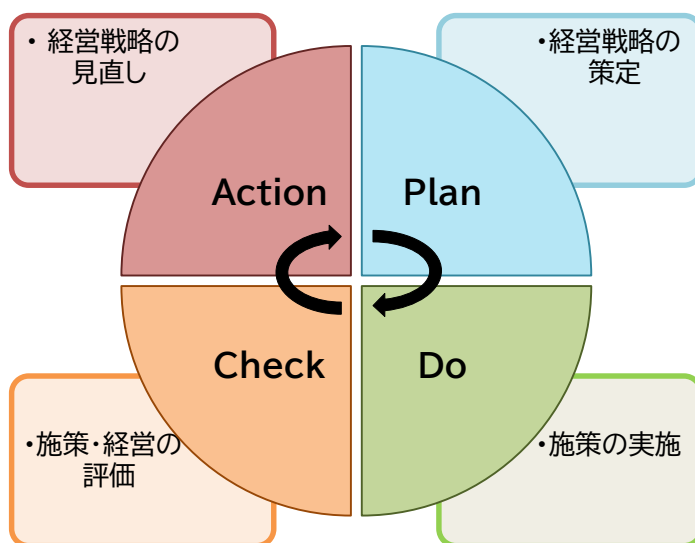 ・ 経営戦略の
見直し
・経営戦略の
策定
Action
Plan
Check
Do
・施策・経営の
評価
・施策の実施